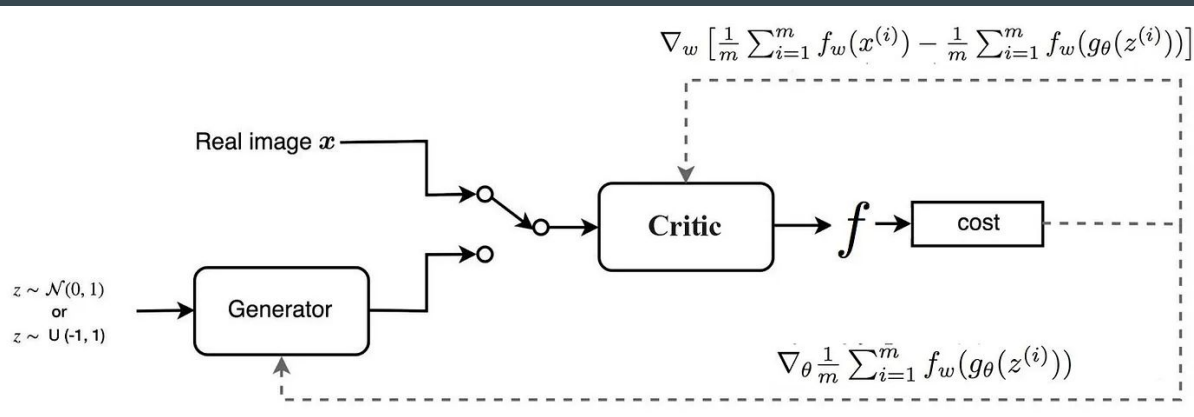 ∇_w [1/m ∑_{i=1}^m f_w(x^{(i)}) − 1/m ∑_{i=1}^m f_w(g_θ(z^{(i)}))]
Real image x
Critic
f
cost
z ~ 𝒩(0, 1)
or
z ~ U (-1, 1)
Generator
∇_θ 1/m ∑_{i=1}^m f_w(g_θ(z^{(i)}))